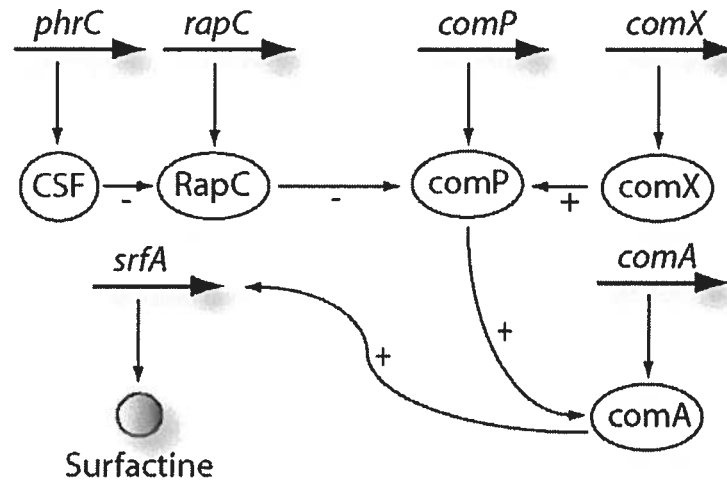 phrC rapC comP comX
CSF - RapC - comP + comX
srfA comA
+ +
comA
Surfactine